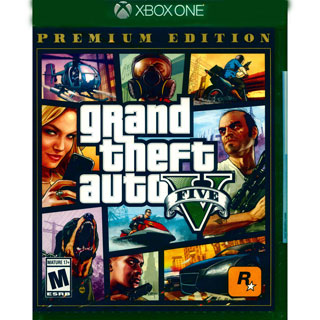 XBOX ONE
PREMIUM EDITION
grand
theft
auto V
FIVE
MATURE 17+
M
ESRB
R